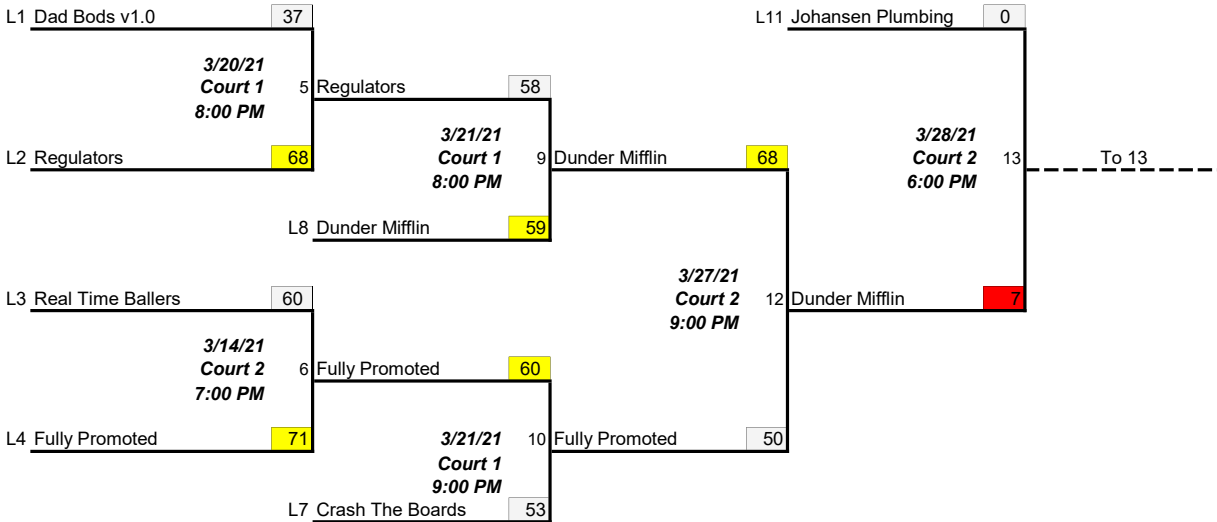 L1 Dad Bods v1.0 37
L11 Johansen Plumbing 0
3/20/21
Court 1
8:00 PM
5 Regulators 58
L2 Regulators 68
3/21/21
Court 1
8:00 PM
9 Dunder Mifflin 68
3/28/21
Court 2
6:00 PM
13
To 13
L8 Dunder Mifflin 59
L3 Real Time Ballers 60
3/27/21
Court 2
9:00 PM
12 Dunder Mifflin 7
3/14/21
Court 2
7:00 PM
6 Fully Promoted 60
L4 Fully Promoted 71
3/21/21
Court 1
9:00 PM
10 Fully Promoted 50
L7 Crash The Boards 53